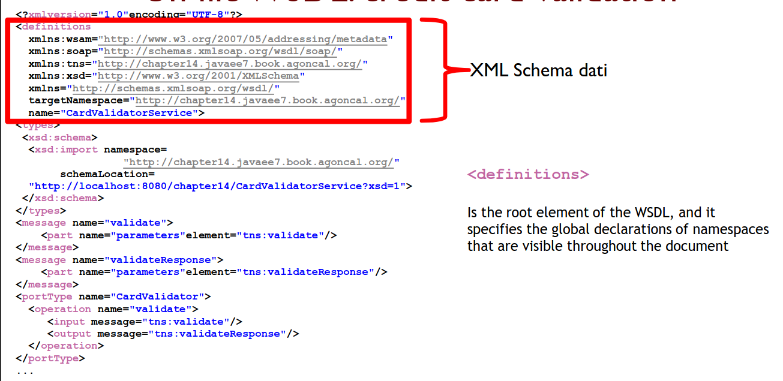 <?xmlversion="1.0"encoding="UTF-8"?>
<definitions
xmlns:wsam="http://www.w3.org/2007/05/addressing/metadata"
xmlns:soap="http://schemas.xmlsoap.org/wsdl/soap/"
xmlns:tns="http://chapter14.javaee7.book.agoncal.org/"
xmlns:xsd="http://www.w3.org/2001/XMLSchema"
xmlns="http://schemas.xmlsoap.org/wsdl/"
targetNamespace="http://chapter14.javaee7.book.agoncal.org/"
name="CardValidatorService">
XML Schema dati
<types>
<xsd:schema>
<xsd:import namespace=
"http://chapter14.javaee7.book.agoncal.org/"
schemaLocation=
"http://localhost:8080/chapter14/CardValidatorService?xsd=1">
</xsd:schema>
</types>
<message name="validate">
<part name="parameters"element="tns:validate"/>
</message>
<message name="validateResponse">
<part name="parameters"element="tns:validateResponse"/>
</message>
<portType name="CardValidator">
<operation name="validate">
<input message="tns:validate"/>
<output message="tns:validateResponse"/>
</operation>
</portType>
...
<definitions>
Is the root element of the WSDL, and it
specifies the global declarations of namespaces
that are visible throughout the document